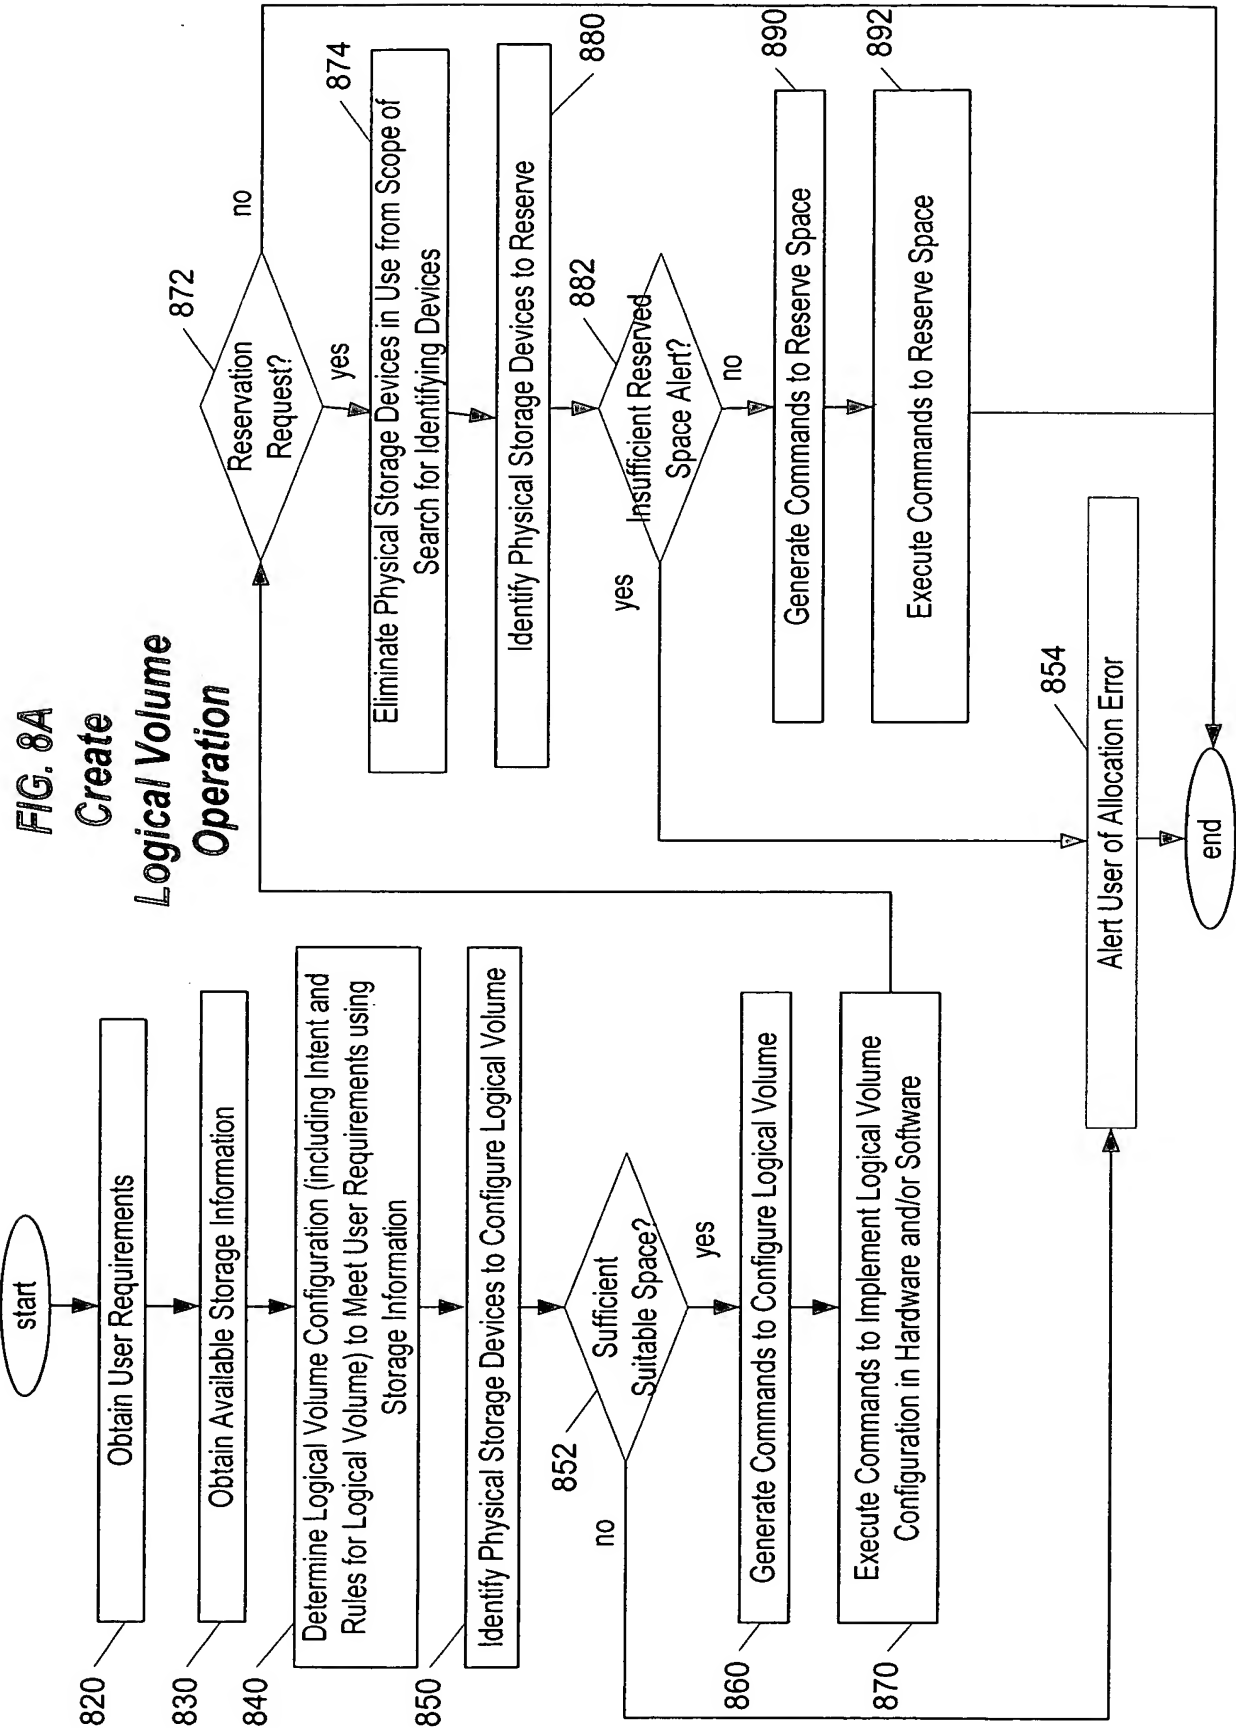 FIG. 8A
Create
Logical Volume
Operation
start
820
Obtain User Requirements
830
Obtain Available Storage Information
840
Determine Logical Volume Configuration (including Intent and
Rules for Logical Volume) to Meet User Requirements using
Storage Information
850
Identify Physical Storage Devices to Configure Logical Volume
852
Sufficient
Suitable Space?
no
yes
860
Generate Commands to Configure Logical Volume
870
Execute Commands to Implement Logical Volume
Configuration in Hardware and/or Software
872
Reservation
Request?
no
yes
874
Eliminate Physical Storage Devices in Use from Scope of
Search for Identifying Devices
880
Identify Physical Storage Devices to Reserve
882
Insufficient Reserved
Space Alert?
yes
no
890
Generate Commands to Reserve Space
892
Execute Commands to Reserve Space
854
Alert User of Allocation Error
end